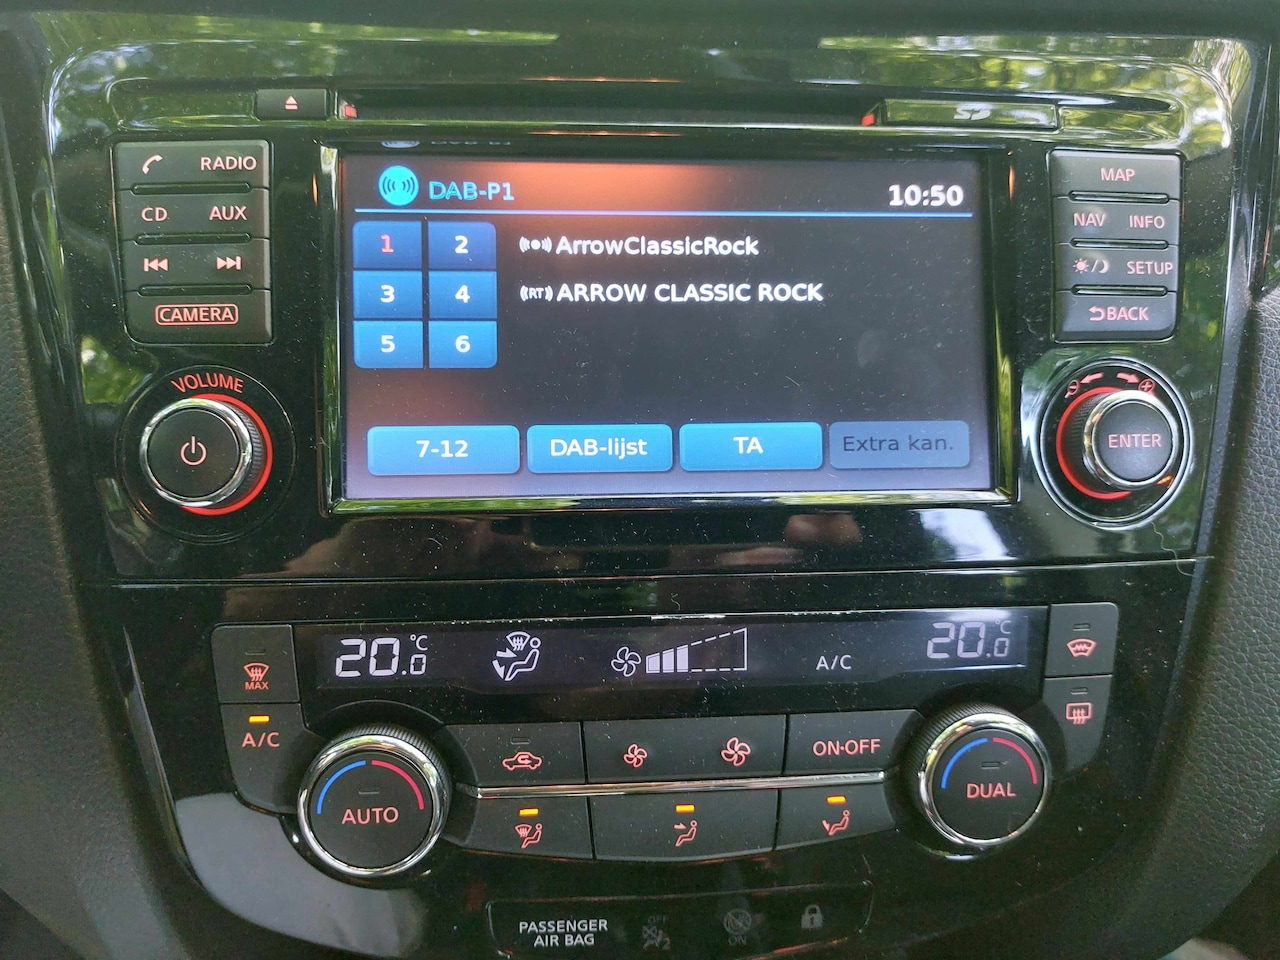 SD
RADIO
CD AUX
CAMERA
VOLUME
DAB-P1 10:50
1 2 ArrowClassicRock
3 4 RT ARROW CLASSIC ROCK
5 6
7-12 DAB-lijst TA Extra kan.
MAP
NAV INFO
SETUP
BACK
ENTER
20.0 °C A/C 20.0 °C
MAX
A/C
AUTO
ON·OFF
DUAL
PASSENGER
AIR BAG
OFF
2
ON